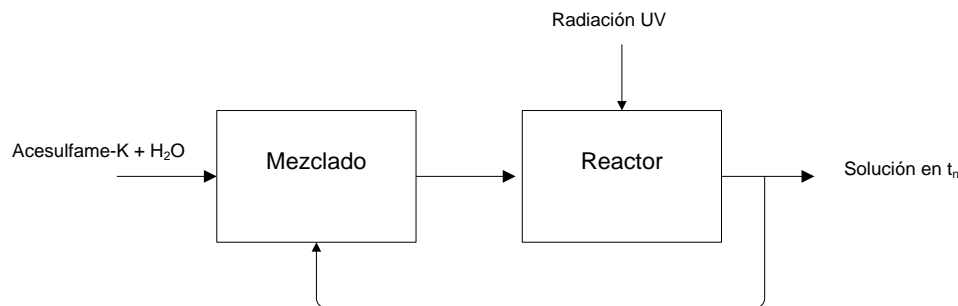 Radiación UV
Acesulfame-K + H₂O
Mezclado
Reactor
Solución en tₙ